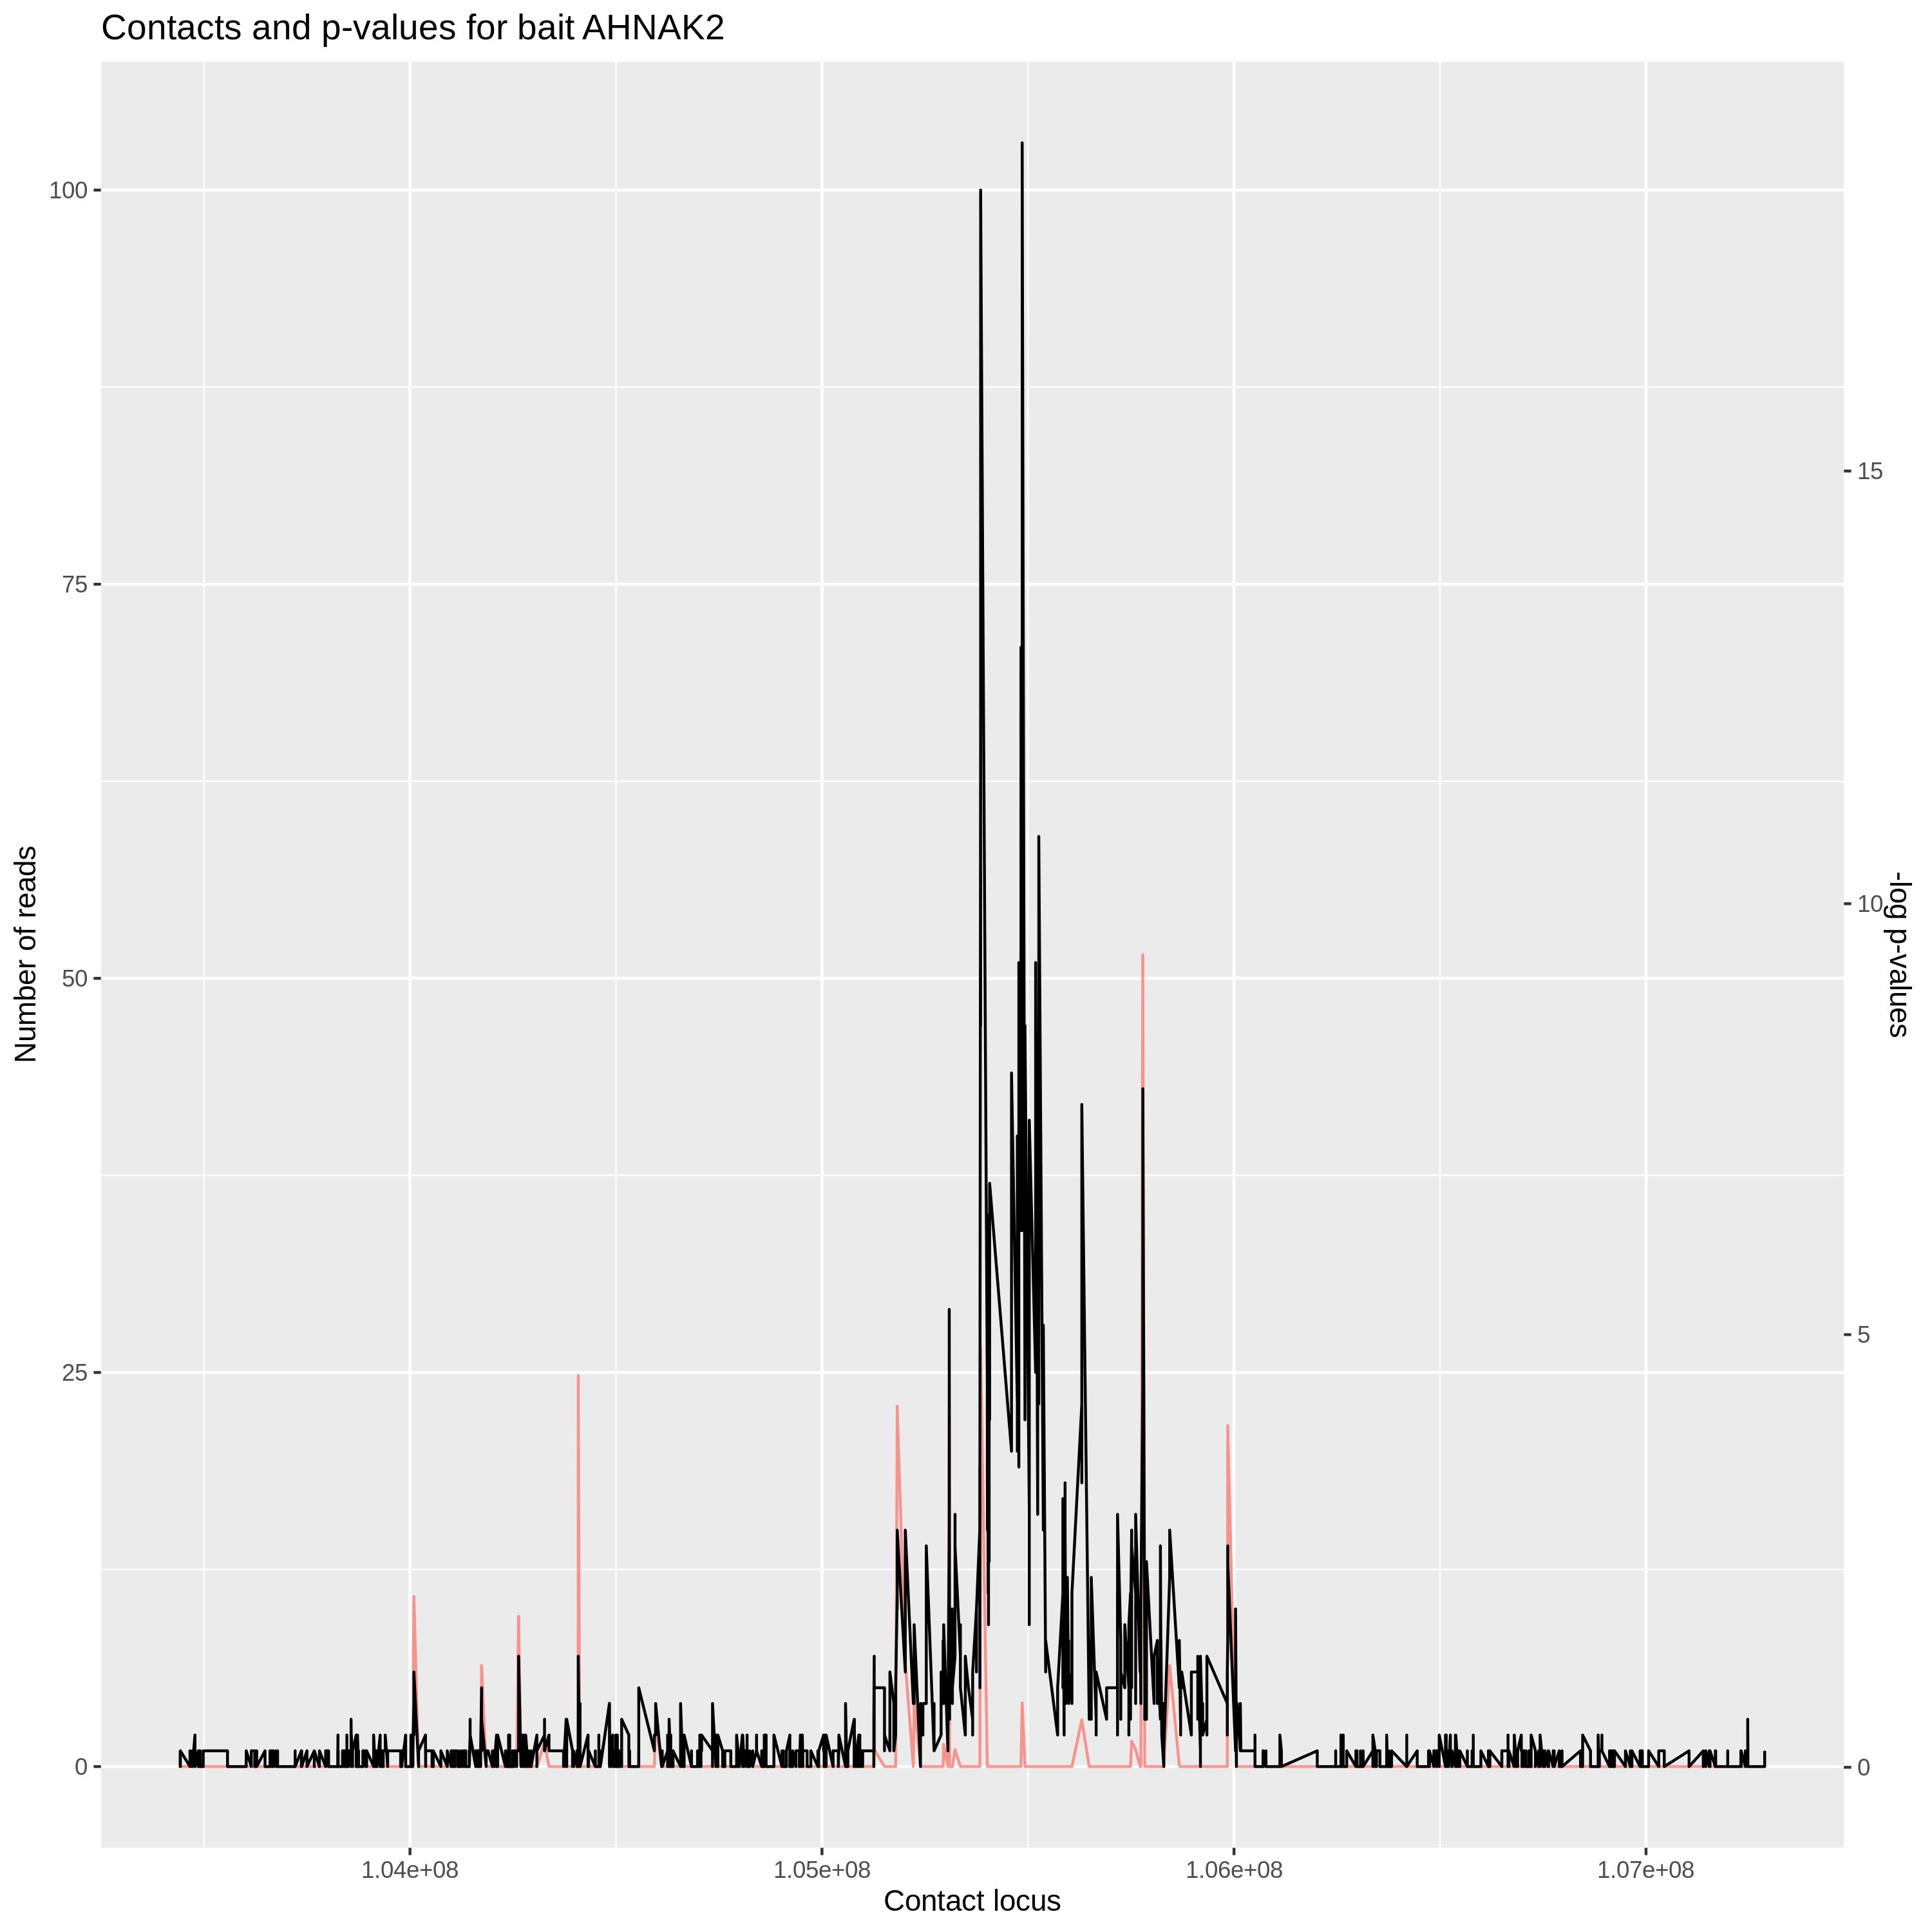 Contacts and p-values for bait AHNAK2
100
75
50
25
0
Number of reads
15
10
5
0
-log p-values
1.04e+08
1.05e+08
1.06e+08
1.07e+08
Contact locus